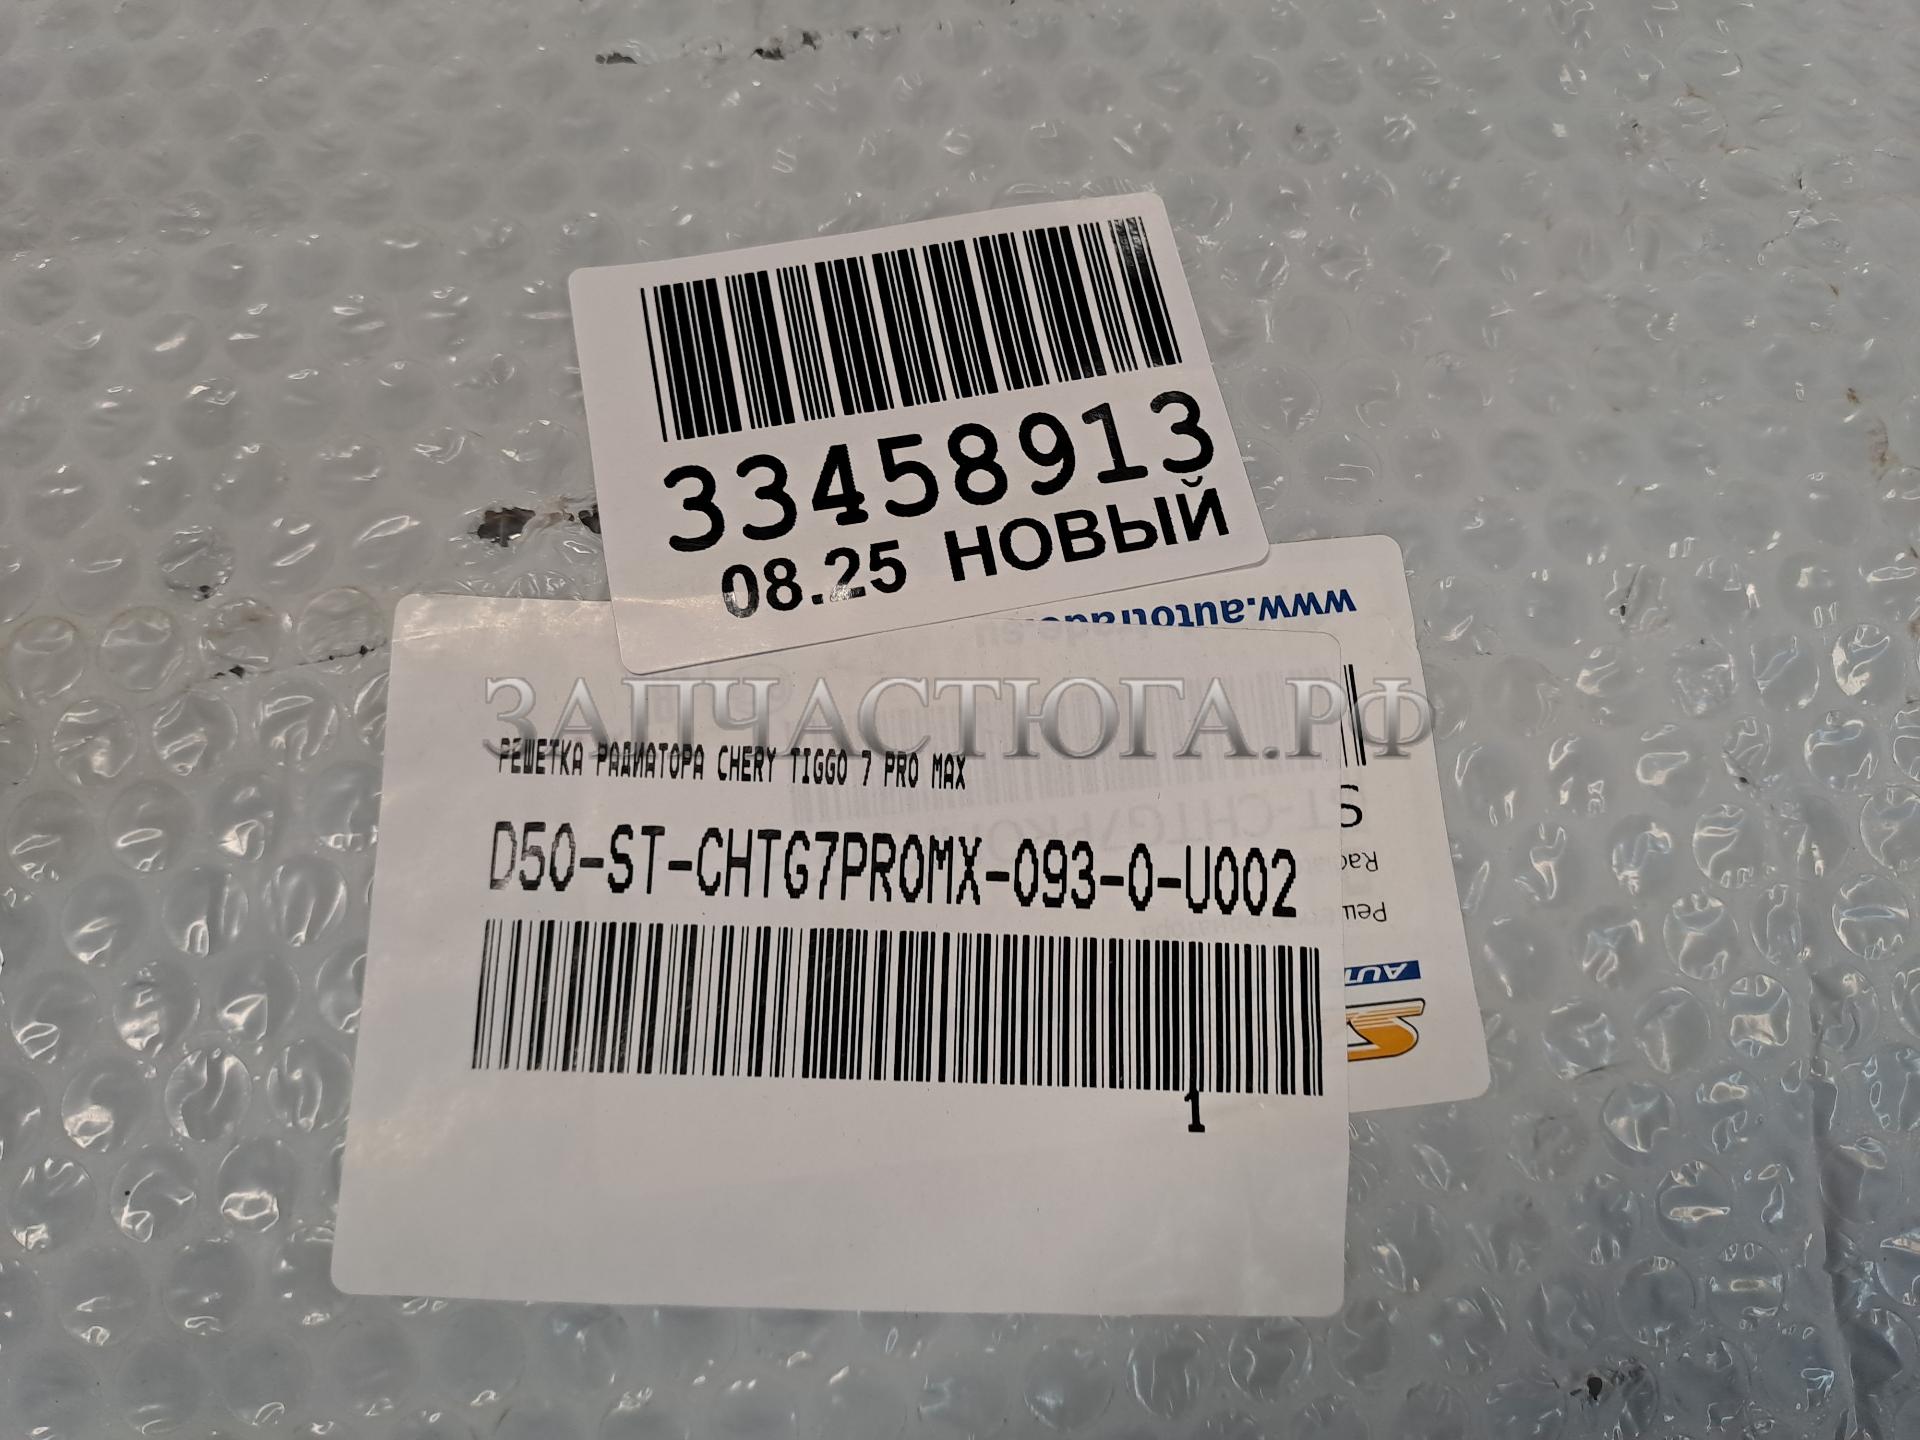 33458913
08.25 НОВЫЙ
www.autotrade.su
ЗАПЧАСТЮГА.РФ
РЕШЕТКА РАДИАТОРА CHERY TIGGO 7 PRO MAX
D50-ST-CHTG7PROMX-093-0-U002
1